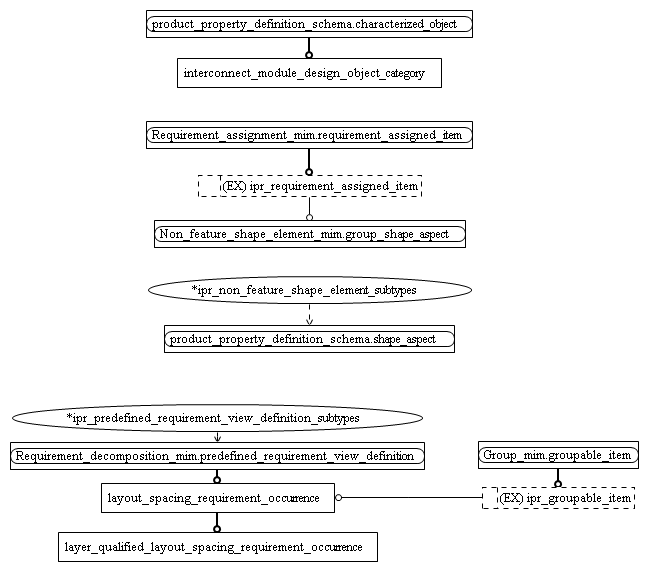 product_property_definition_schema.characterized_object
interconnect_module_design_object_category
Requirement_assignment_mim.requirement_assigned_item
(EX) ipr_requirement_assigned_item
Non_feature_shape_element_mim.group_shape_aspect
*ipr_non_feature_shape_element_subtypes
product_property_definition_schema.shape_aspect
*ipr_predefined_requirement_view_definition_subtypes
Requirement_decomposition_mim.predefined_requirement_view_definition
Group_mim.groupable_item
layout_spacing_requirement_occurrence
(EX) ipr_groupable_item
layer_qualified_layout_spacing_requirement_occurrence